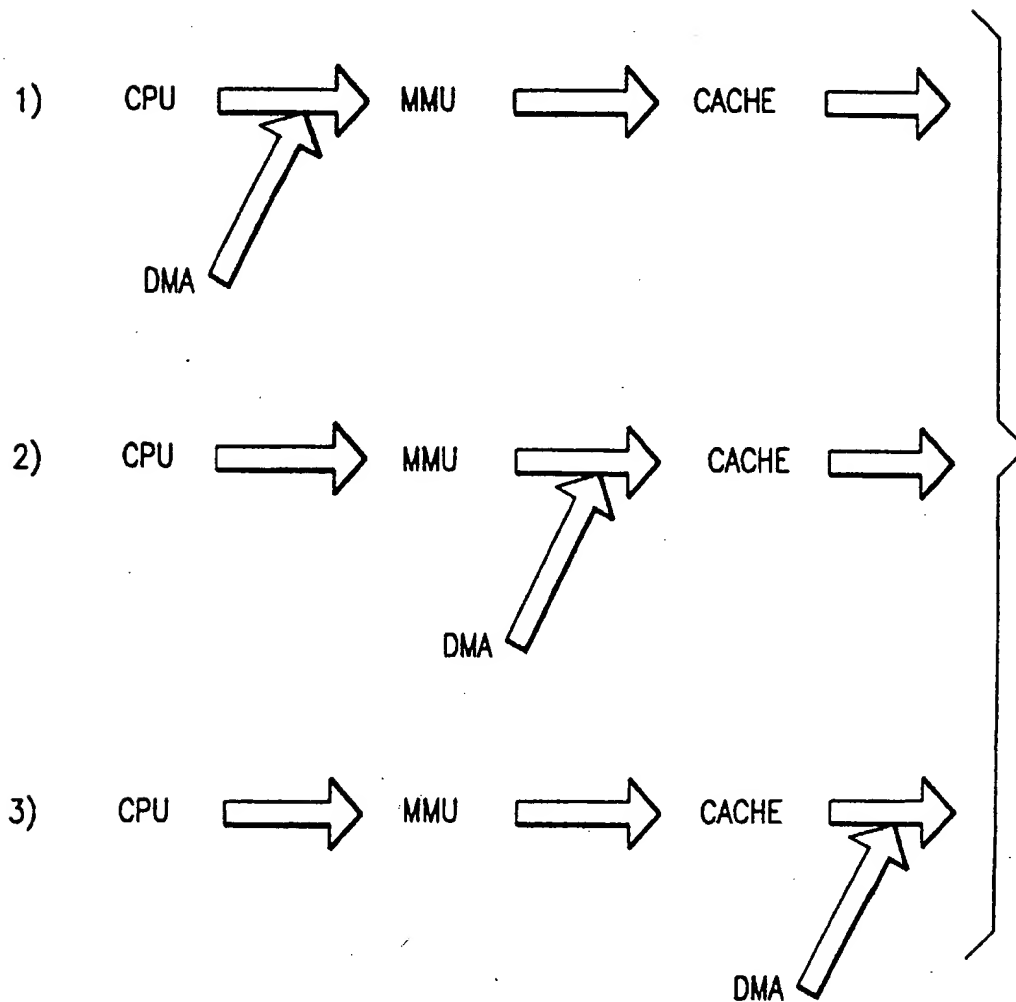 1) CPU MMU CACHE
DMA
2) CPU MMU CACHE
DMA
3) CPU MMU CACHE
DMA